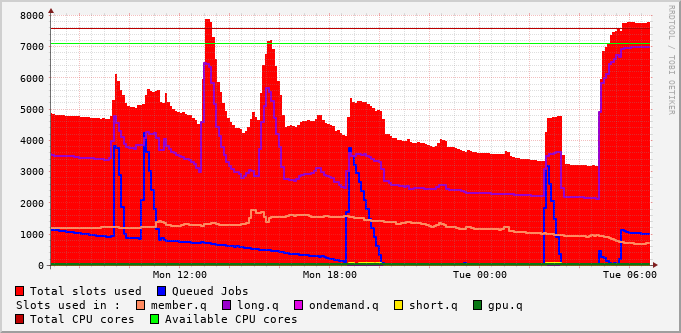 8000
7000
6000
5000
4000
3000
2000
1000
0
Mon 12:00 Mon 18:00 Tue 00:00 Tue 06:00
RRDTOOL / TOBI OETIKER
Total slots used Queued Jobs
Slots used in : member.q long.q ondemand.q short.q gpu.q
Total CPU cores Available CPU cores